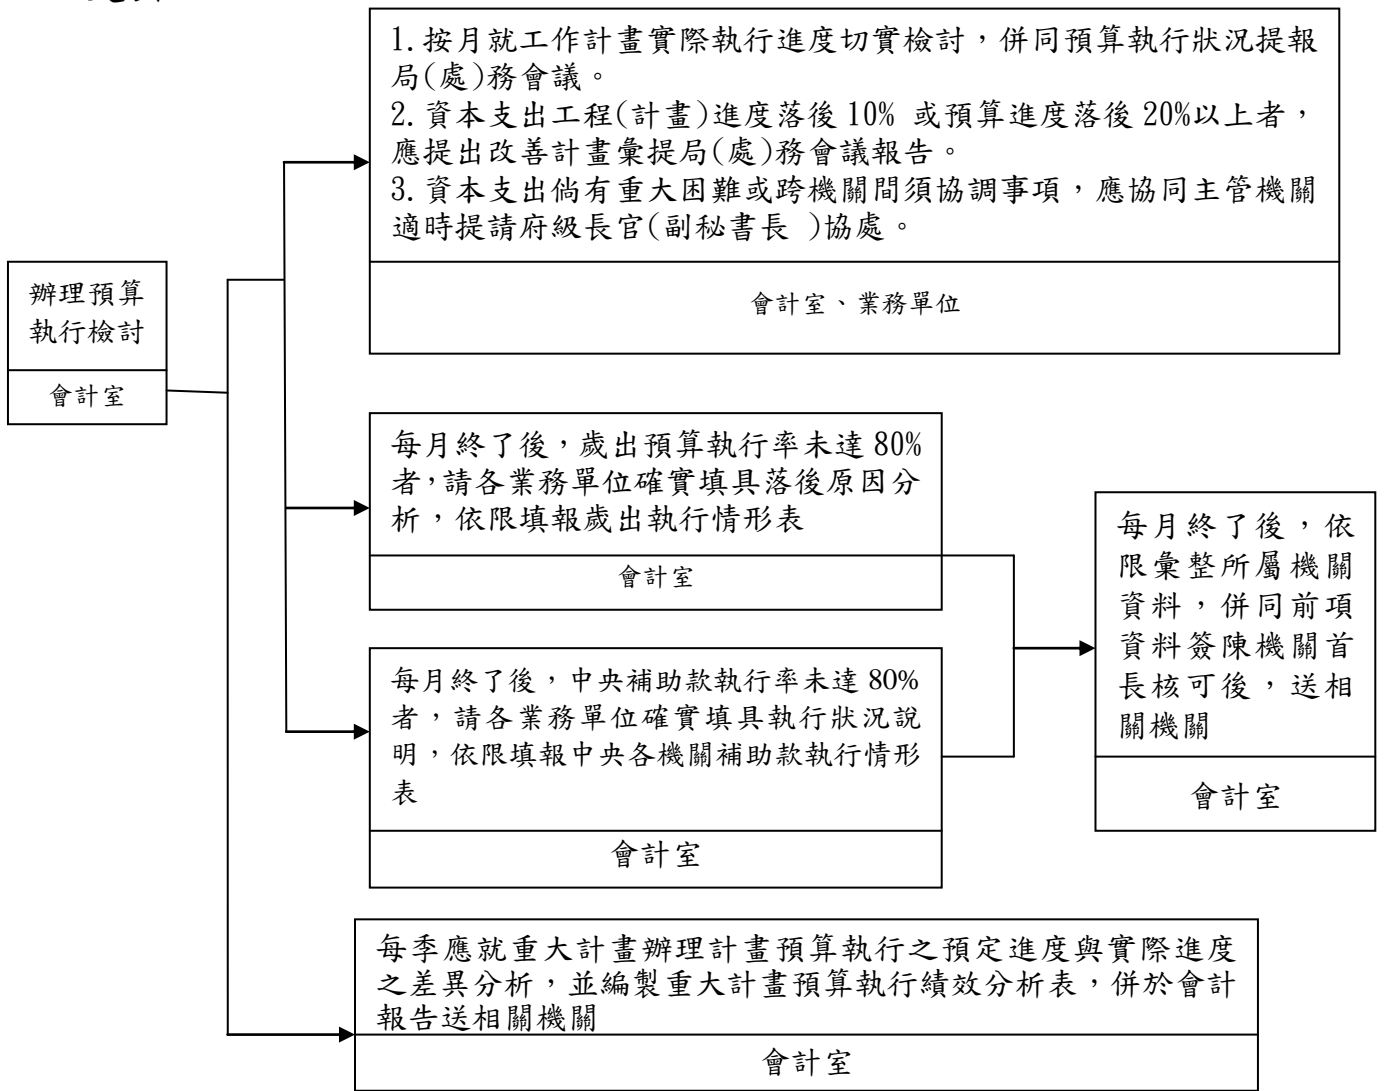 1.按月就工作計畫實際執行進度切實檢討，併同預算執行狀況提報
局(處)務會議。
2.資本支出工程(計畫)進度落後10% 或預算進度落後20%以上者，
應提出改善計畫彙提局(處)務會議報告。
3.資本支出倘有重大困難或跨機關間須協調事項，應協同主管機關
適時提請府級長官(副秘書長 )協處。
會計室、業務單位
辦理預算
執行檢討
會計室
每月終了後，歲出預算執行率未達80%
者，請各業務單位確實填具落後原因分
析，依限填報歲出執行情形表
會計室
每月終了後，中央補助款執行率未達80%
者，請各業務單位確實填具執行狀況說
明，依限填報中央各機關補助款執行情形
表
會計室
每月終了後，依
限彙整所屬機關
資料，併同前項
資料簽陳機關首
長核可後，送相
關機關
會計室
每季應就重大計畫辦理計畫預算執行之預定進度與實際進度
之差異分析，並編製重大計畫預算執行績效分析表，併於會計
報告送相關機關
會計室